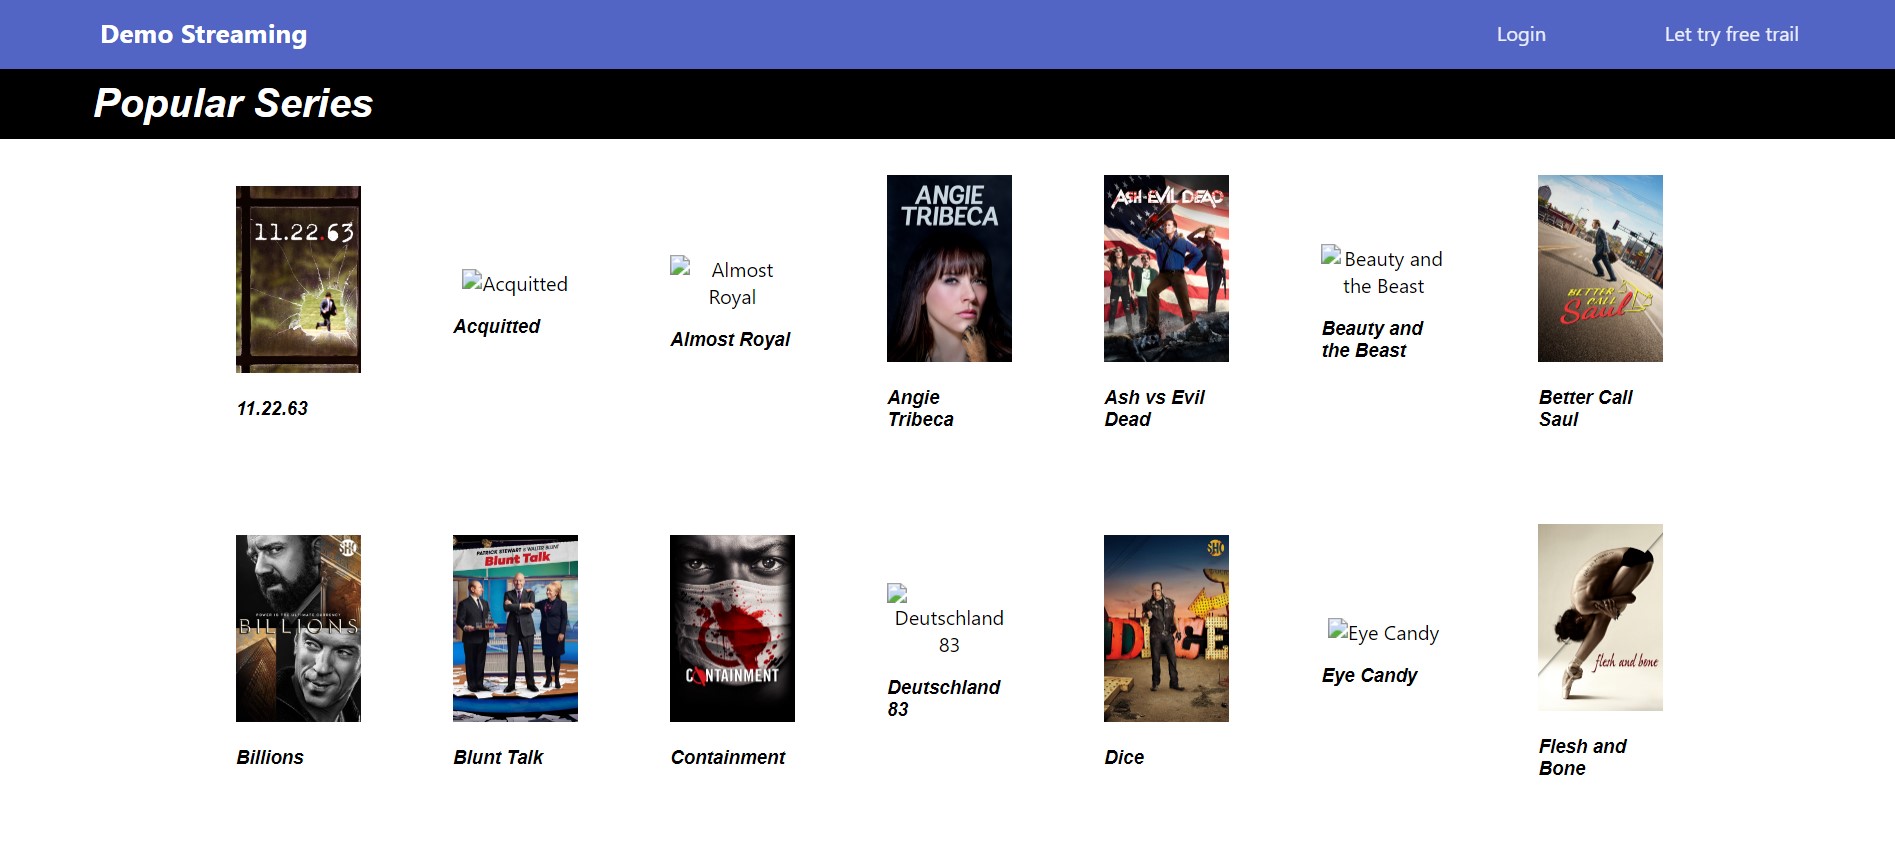 Demo Streaming
Login
Let try free trail
Popular Series
11.22.63
11.22.63
Acquitted
Acquitted
Almost
Royal
Almost Royal
ANGIE
TRIBECA
Angie
Tribeca
ASH VS EVIL DEAD
Ash vs Evil
Dead
Beauty and
the Beast
Beauty and
the Beast
BETTER
CALL
Saul
Better Call
Saul
SHO
POWER IS THE ULTIMATE CURRENCY
BILLIONS
Billions
PATRICK STEWART is WALTER BLUNT
Blunt Talk
Blunt Talk
CONTAINMENT
Containment
Deutschland
83
Deutschland
83
SHO
DICE
Dice
Eye Candy
Eye Candy
flesh and bone
Flesh and
Bone